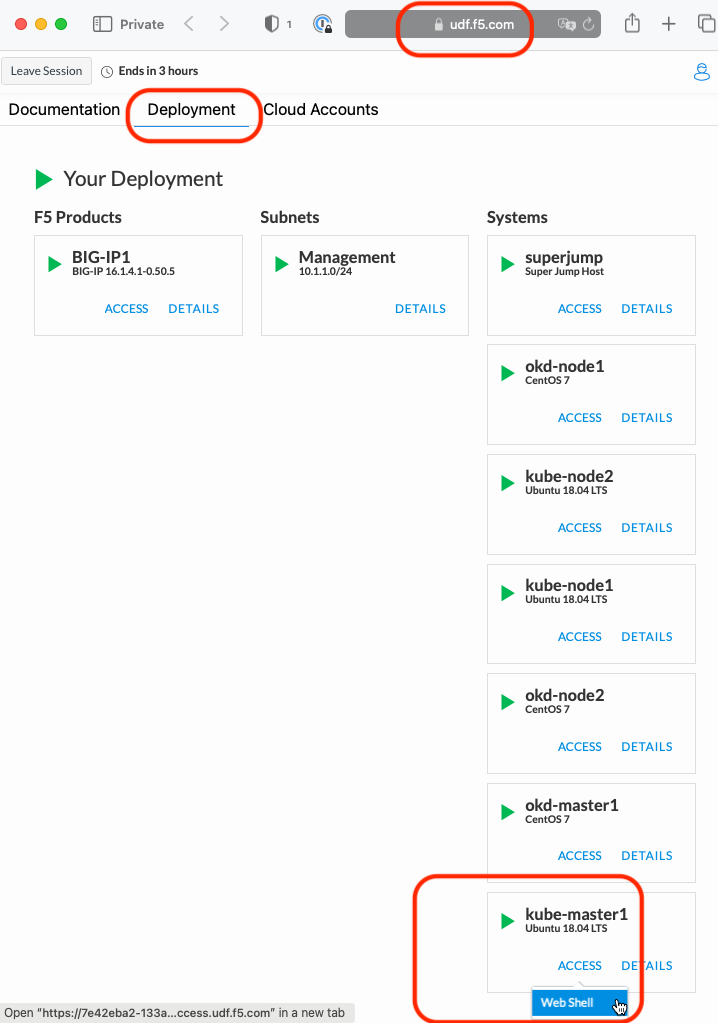 Private
1
udf.f5.com
Leave Session
Ends in 3 hours
Documentation
Deployment
Cloud Accounts
Your Deployment
F5 Products
Subnets
Systems
BIG-IP1
BIG-IP 16.1.4.1-0.50.5
ACCESS DETAILS
Management
10.1.1.0/24
DETAILS
superjump
Super Jump Host
ACCESS DETAILS
okd-node1
CentOS 7
ACCESS DETAILS
kube-node2
Ubuntu 18.04 LTS
ACCESS DETAILS
kube-node1
Ubuntu 18.04 LTS
ACCESS DETAILS
okd-node2
CentOS 7
ACCESS DETAILS
okd-master1
CentOS 7
ACCESS DETAILS
kube-master1
Ubuntu 18.04 LTS
ACCESS DETAILS
Web Shell
Open "https://7e42eba2-133a...ccess.udf.f5.com" in a new tab